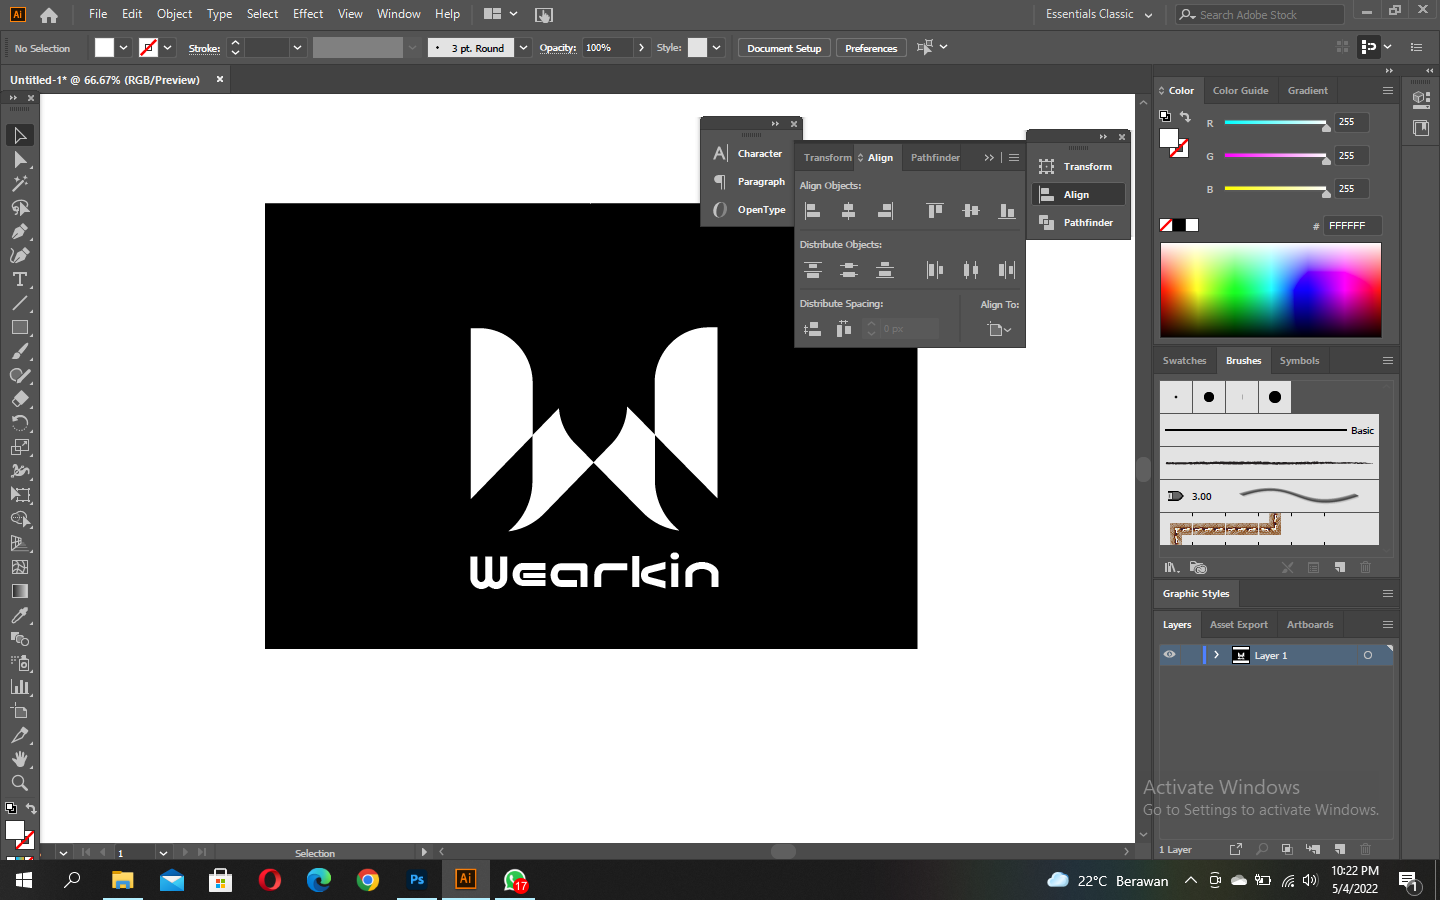 Ai File Edit Object Type Select Effect View Window Help Essentials Classic Search Adobe Stock
No Selection Stroke: 3 pt. Round Opacity: 100% Style: Document Setup Preferences
Untitled-1* @ 66.67% (RGB/Preview)
Character
Paragraph
OpenType
Transform Align Pathfinder
Align Objects:
Distribute Objects:
Distribute Spacing: Align To:
0 px
Transform
Align
Pathfinder
Color Color Guide Gradient
R 255
G 255
B 255
# FFFFFF
Swatches Brushes Symbols
Basic
3.00
Graphic Styles
Layers Asset Export Artboards
Layer 1
Wearkin
Activate Windows
Go to Settings to activate Windows.
1 Selection
1 Layer
Ps Ai 17
22°C Berawan
10:22 PM
5/4/2022
1